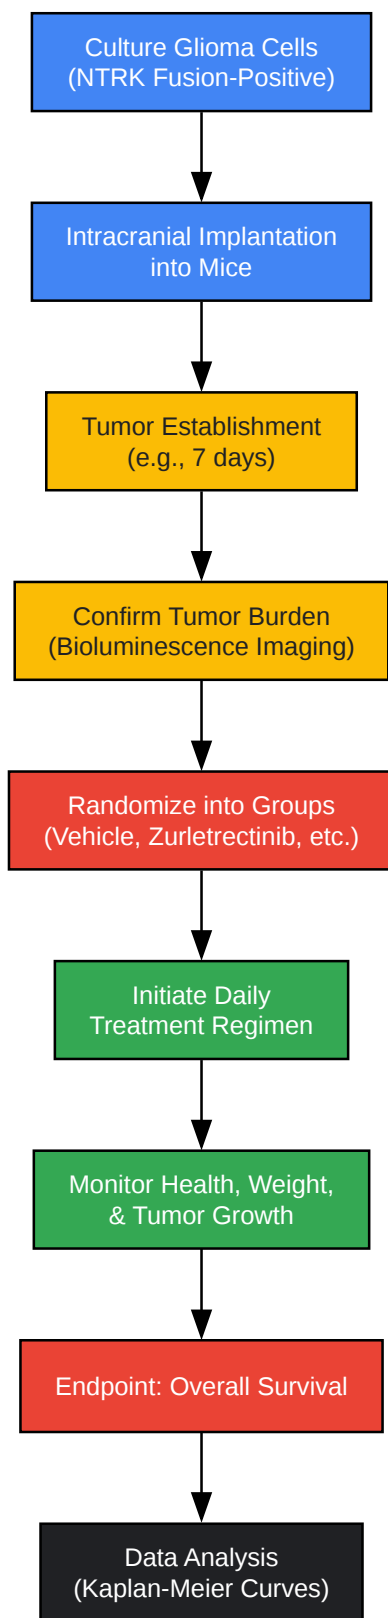 Culture Glioma Cells
(NTRK Fusion-Positive)
Intracranial Implantation
into Mice
Tumor Establishment
(e.g., 7 days)
Confirm Tumor Burden
(Bioluminescence Imaging)
Randomize into Groups
(Vehicle, Zurletrectinib, etc.)
Initiate Daily
Treatment Regimen
Monitor Health, Weight,
& Tumor Growth
Endpoint: Overall Survival
Data Analysis
(Kaplan-Meier Curves)